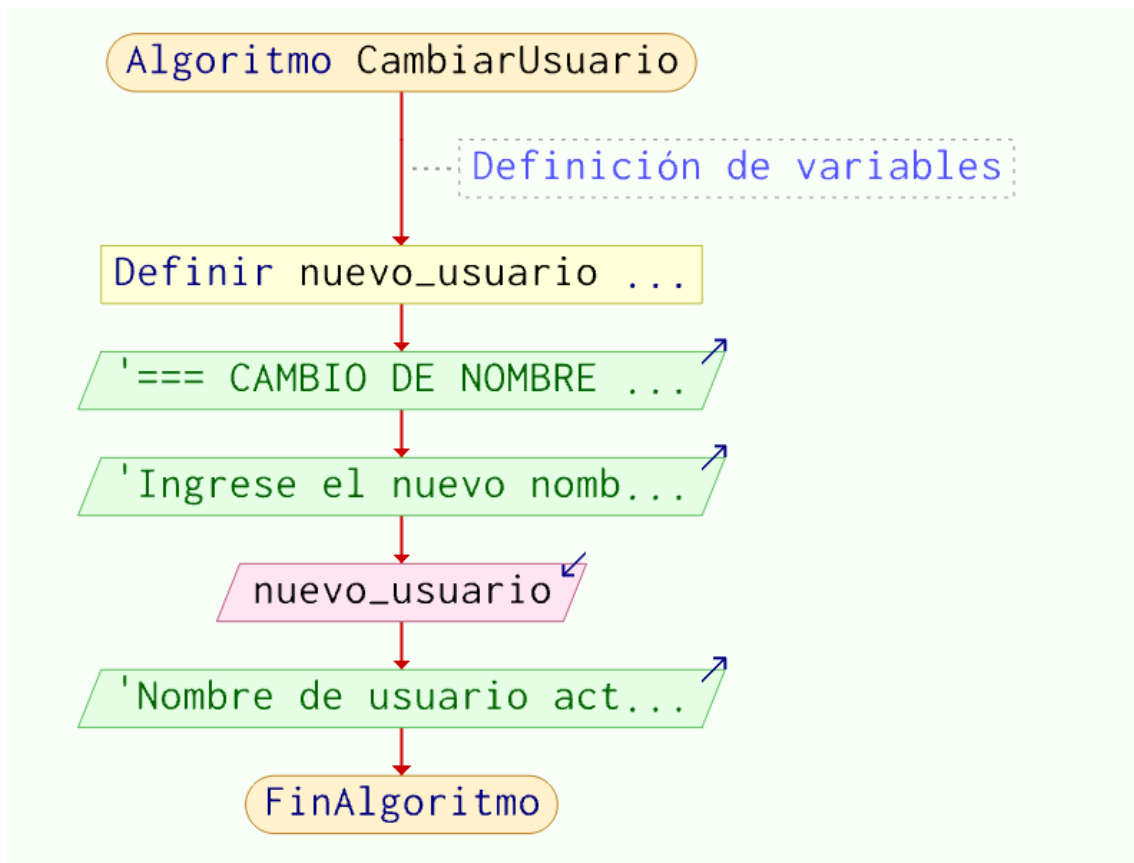 Algoritmo CambiarUsuario
Definición de variables
Definir nuevo_usuario ...
'=== CAMBIO DE NOMBRE ...
'Ingrese el nuevo nomb...
nuevo_usuario
'Nombre de usuario act...
FinAlgoritmo